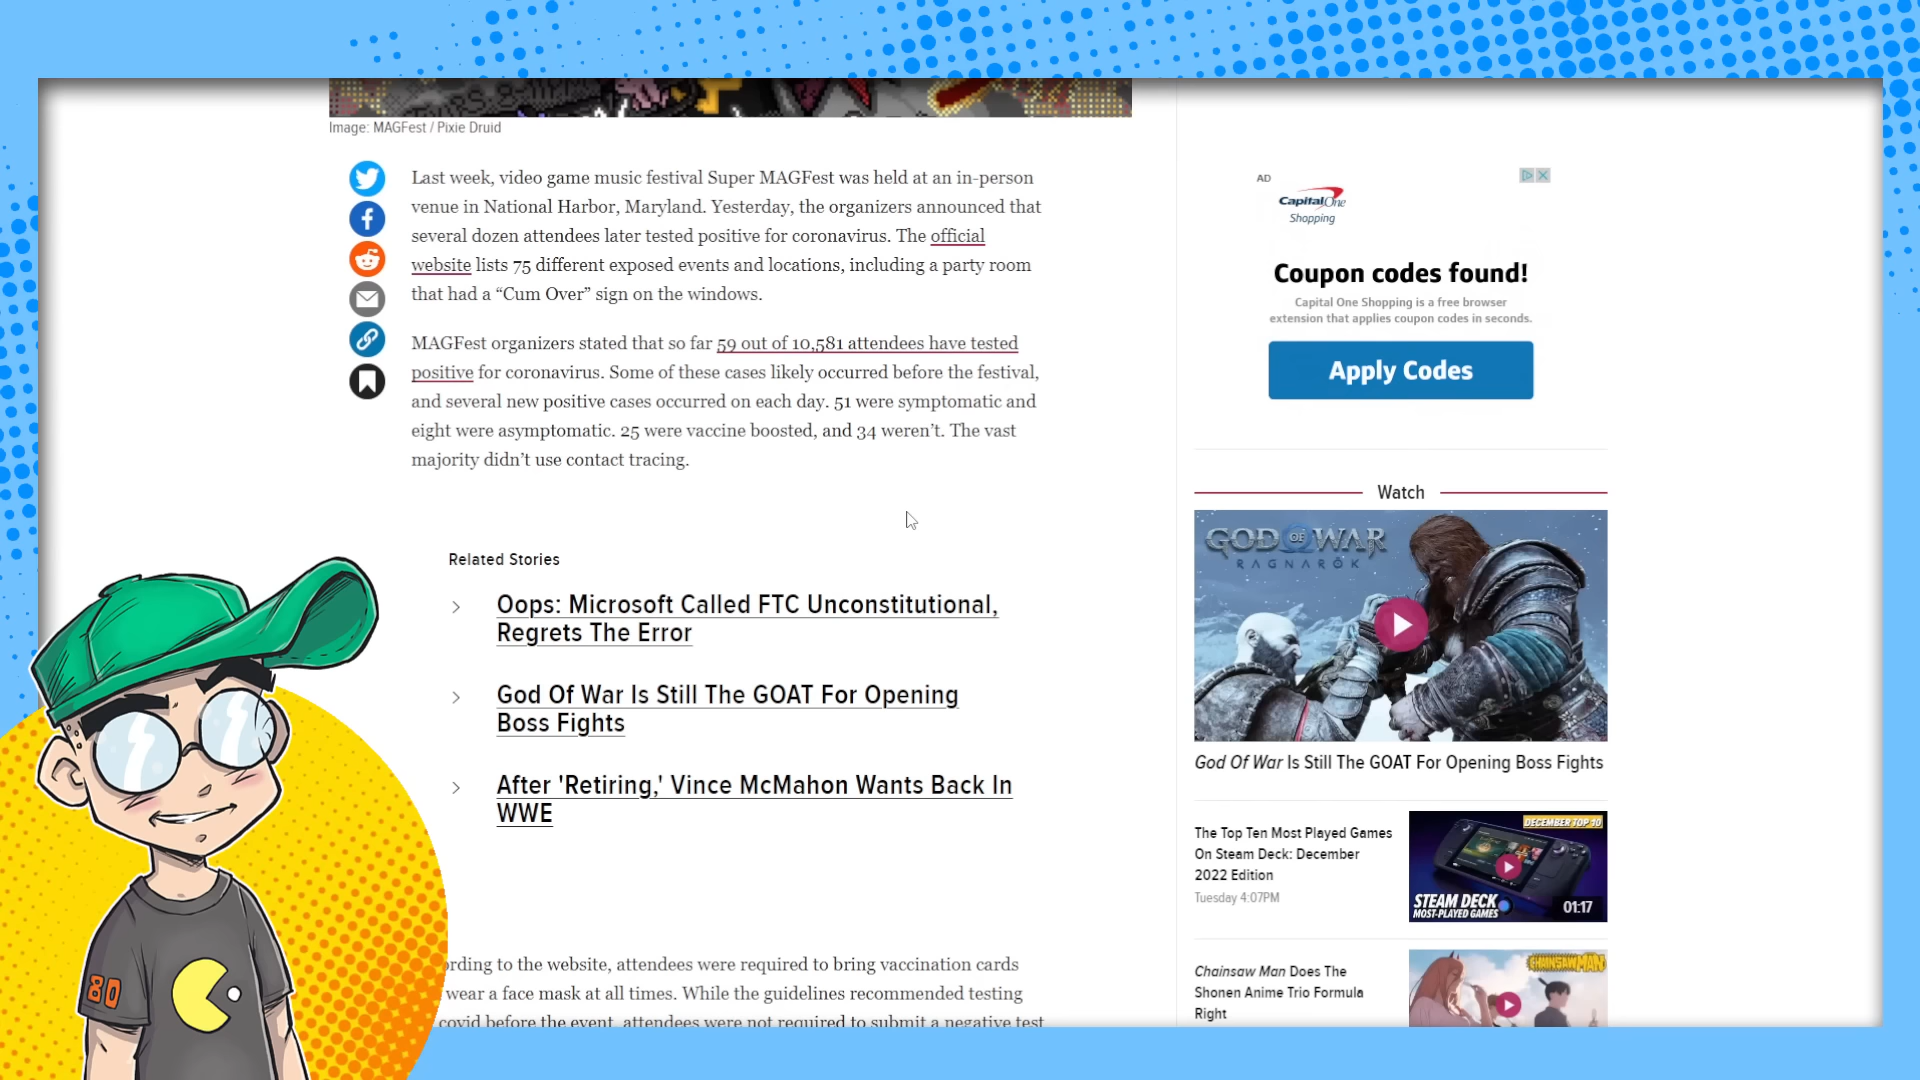 Image: MAGFest / Pixie Druid
Last week, video game music festival Super MAGFest was held at an in-person
venue in National Harbor, Maryland. Yesterday, the organizers announced that
several dozen attendees later tested positive for coronavirus. The official
website lists 75 different exposed events and locations, including a party room
that had a “Cum Over” sign on the windows.
MAGFest organizers stated that so far 59 out of 10,581 attendees have tested
positive for coronavirus. Some of these cases likely occurred before the festival,
and several new positive cases occurred on each day. 51 were symptomatic and
eight were asymptomatic. 25 were vaccine boosted, and 34 weren’t. The vast
majority didn’t use contact tracing.
Related Stories
Oops: Microsoft Called FTC Unconstitutional,
Regrets The Error
God Of War Is Still The GOAT For Opening
Boss Fights
After 'Retiring,' Vince McMahon Wants Back In
WWE
rding to the website, attendees were required to bring vaccination cards
wear a face mask at all times. While the guidelines recommended testing
covid before the event, attendees were not required to submit a negative test
80
AD
Capital One
Shopping
Coupon codes found!
Capital One Shopping is a free browser
extension that applies coupon codes in seconds.
Apply Codes
Watch
GOD OF WAR
RAGNARÖK
God Of War Is Still The GOAT For Opening Boss Fights
The Top Ten Most Played Games
On Steam Deck: December
2022 Edition
Tuesday 4:07PM
DECEMBER TOP 10
STEAM DECK
MOST-PLAYED GAMES
01:17
Chainsaw Man Does The
Shonen Anime Trio Formula
Right
CHAINSAW MAN